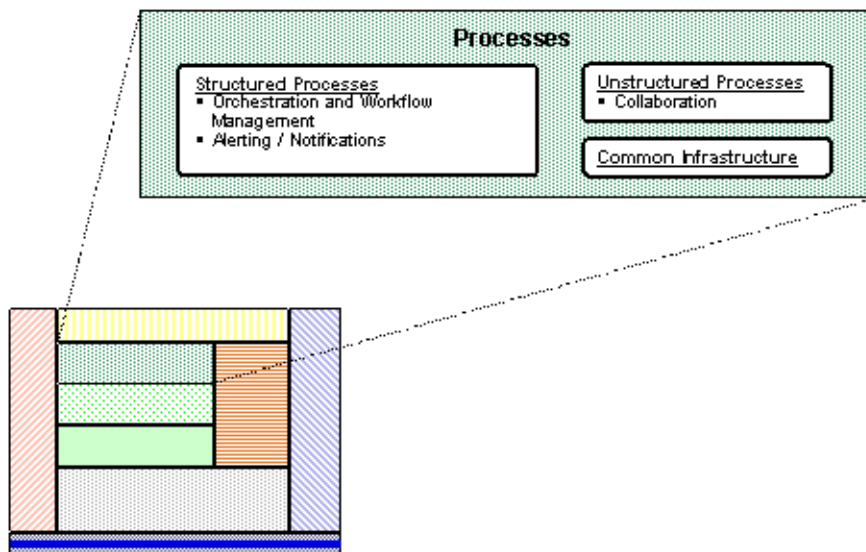 Processes
Structured Processes
▪ Orchestration and Workflow
Management
▪ Alerting / Notifications
Unstructured Processes
▪ Collaboration
Common Infrastructure